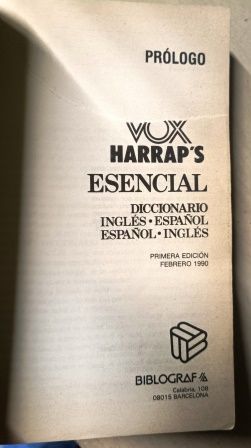 PRÓLOGO
VOX
HARRAP'S
ESENCIAL
DICCIONARIO
INGLÉS • ESPAÑOL
ESPAÑOL • INGLÉS
PRIMERA EDICIÓN
FEBRERO 1990
BIBLOGRAF S/A
Calabria, 108
08015 BARCELONA